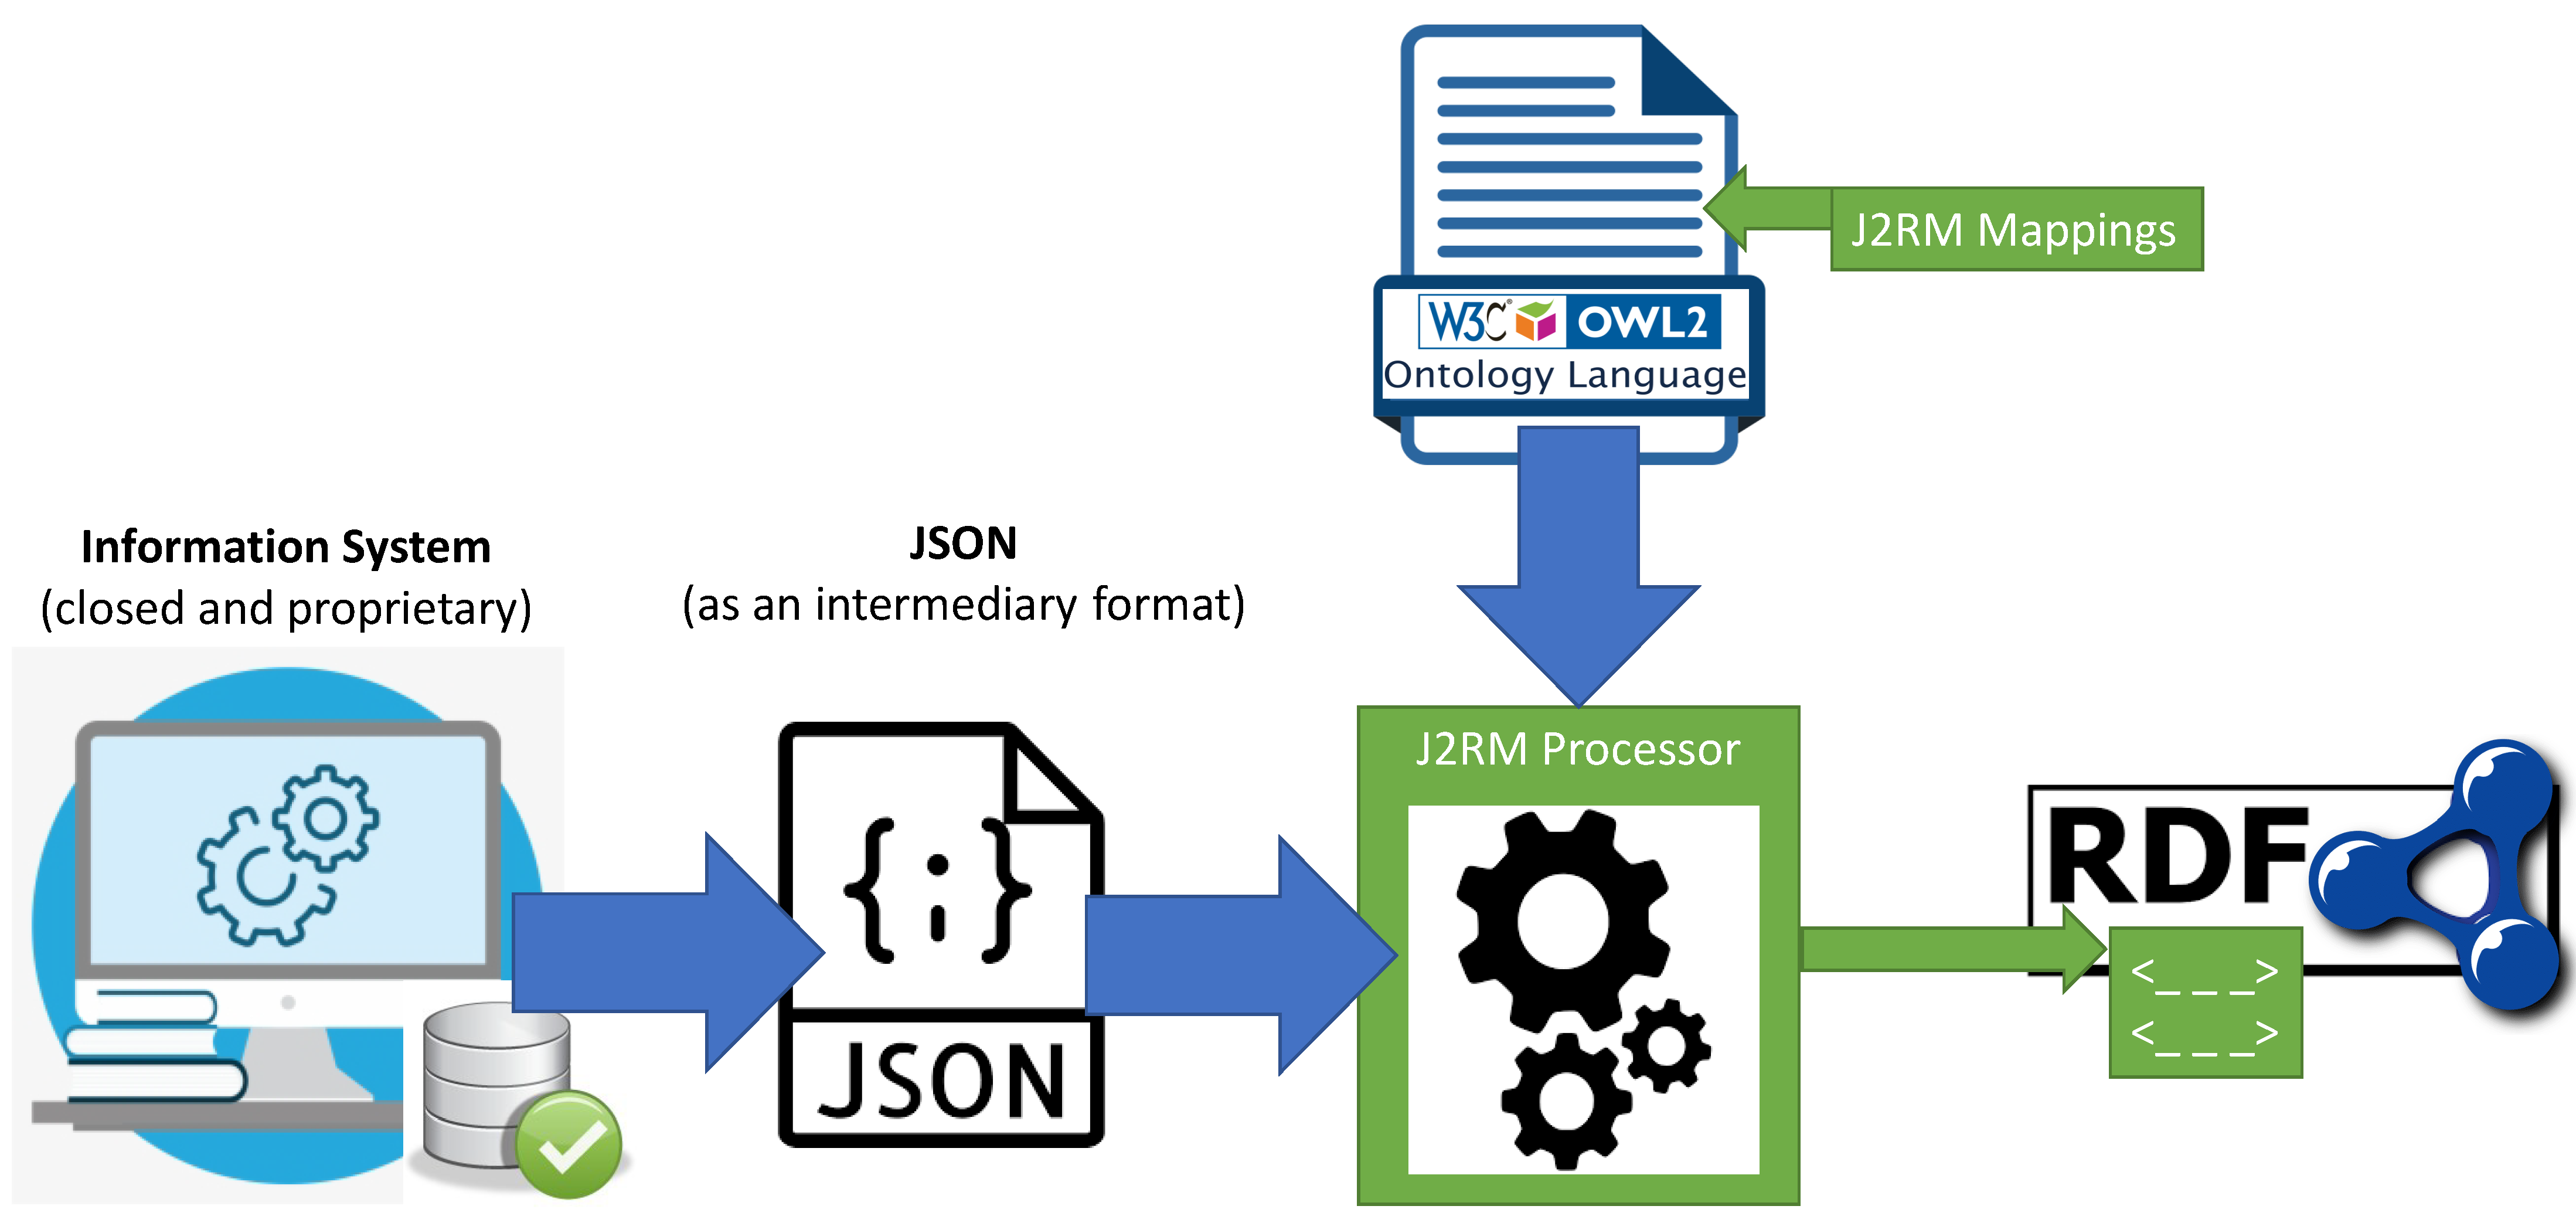 J2RM Mappings
W3C® OWL2
Ontology Language
Information System
(closed and proprietary)
JSON
(as an intermediary format)
J2RM Processor
{;}
JSON
RDF
<_ _ _>
<_ _ _>